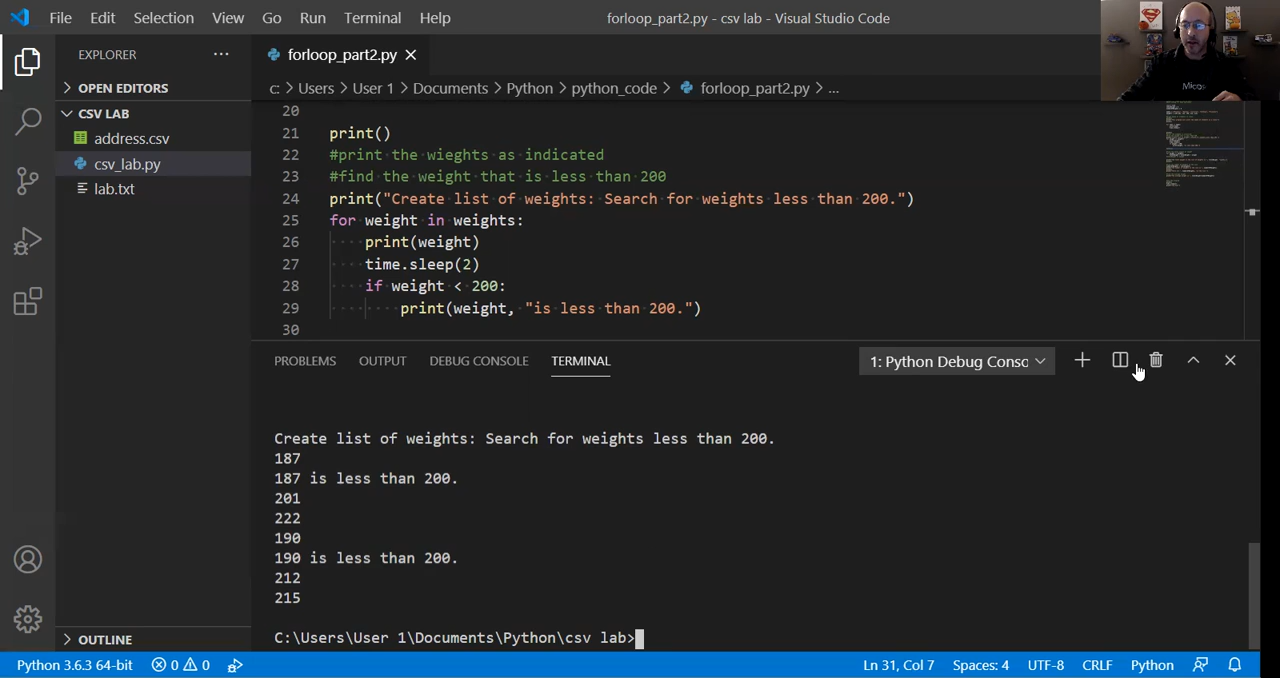 File Edit Selection View Go Run Terminal Help forloop_part2.py - csv lab - Visual Studio Code
EXPLORER ···
forloop_part2.py
OPEN EDITORS
c: > Users > User 1 > Documents > Python > python_code > forloop_part2.py > ...
CSV LAB
address.csv
csv_lab.py
lab.txt
20
21 print()
22 #print the wieghts as indicated
23 #find the weight that is less than 200
24 print("Create list of weights: Search for weights less than 200.")
25 for weight in weights:
26 print(weight)
27 time.sleep(2)
28 if weight < 200:
29 print(weight, "is less than 200.")
30
PROBLEMS OUTPUT DEBUG CONSOLE TERMINAL 1: Python Debug Consc
Create list of weights: Search for weights less than 200.
187
187 is less than 200.
201
222
190
190 is less than 200.
212
215
C:\Users\User 1\Documents\Python\csv lab>
OUTLINE
Python 3.6.3 64-bit 0 0 Ln 31, Col 7 Spaces: 4 UTF-8 CRLF Python